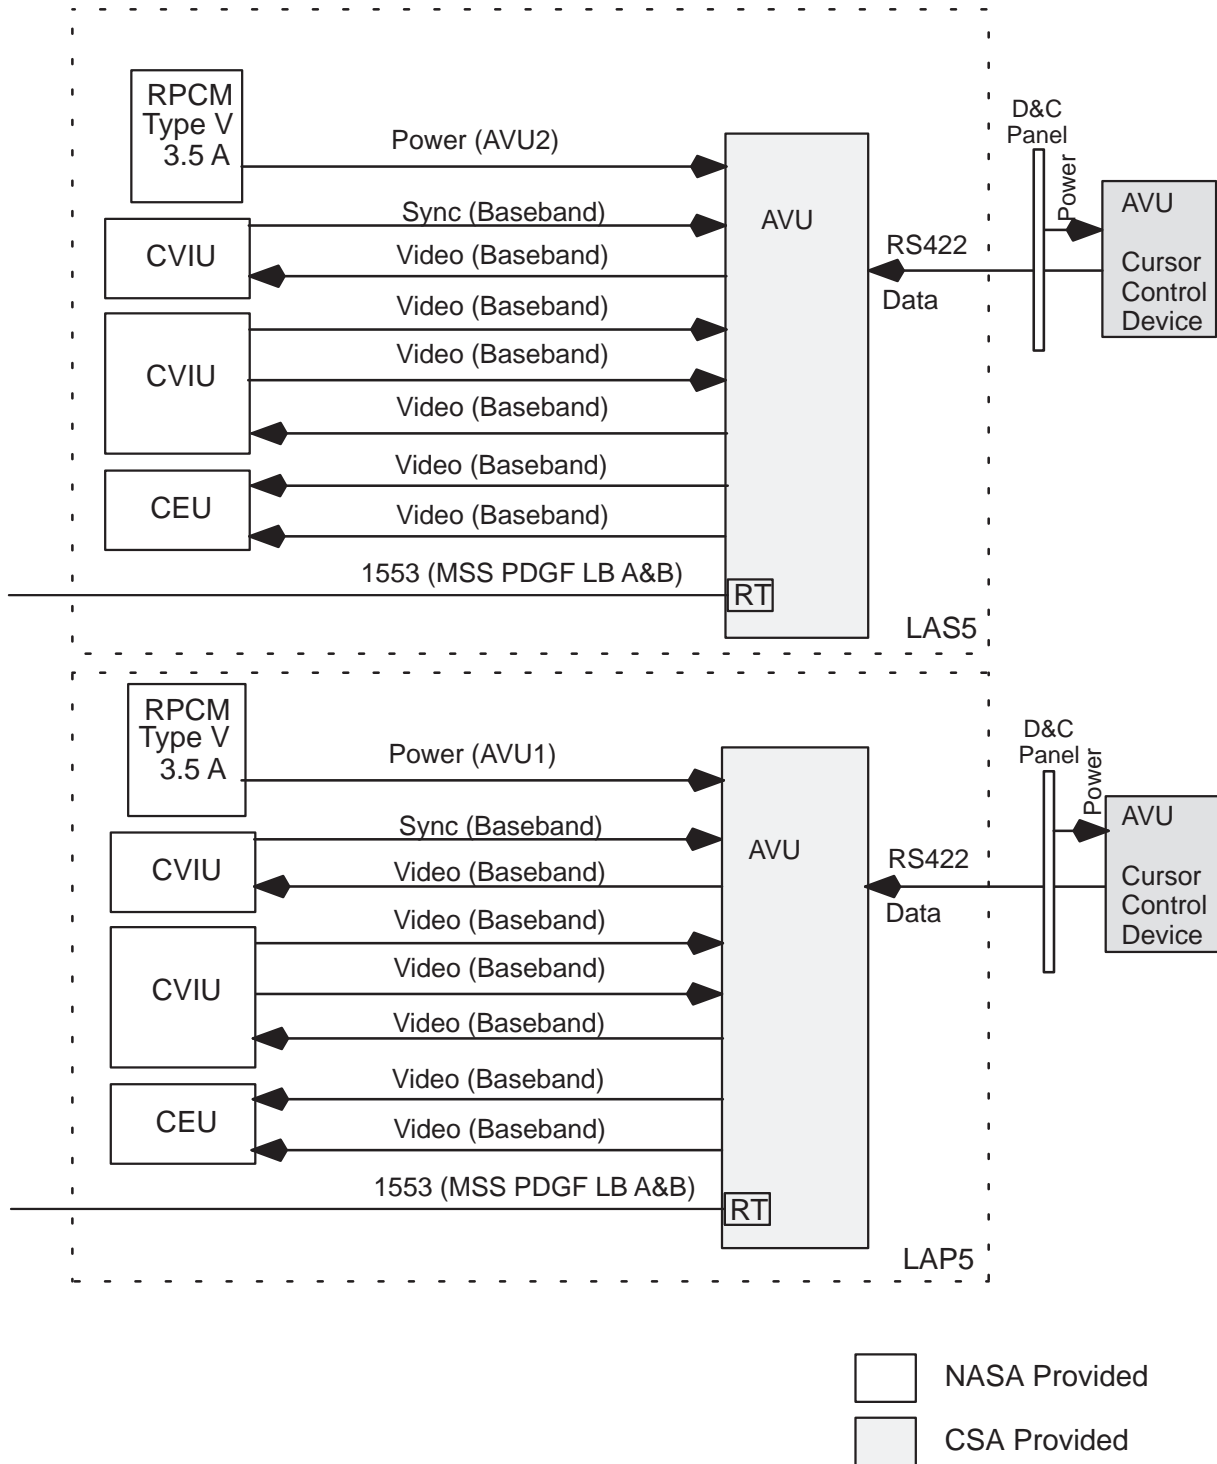 RPCM
Type V
3.5 A
Power (AVU2)
D&C
Panel
Power
AVU
Cursor
Control
Device
Sync (Baseband)
AVU
CVIU
Video (Baseband)
RS422
Data
Video (Baseband)
CVIU
Video (Baseband)
Video (Baseband)
Video (Baseband)
CEU
Video (Baseband)
1553 (MSS PDGF LB A&B)
RT
LAS5
RPCM
Type V
3.5 A
Power (AVU1)
D&C
Panel
Power
AVU
Cursor
Control
Device
Sync (Baseband)
AVU
CVIU
Video (Baseband)
RS422
Data
Video (Baseband)
CVIU
Video (Baseband)
Video (Baseband)
Video (Baseband)
CEU
Video (Baseband)
1553 (MSS PDGF LB A&B)
RT
LAP5
NASA Provided
CSA Provided